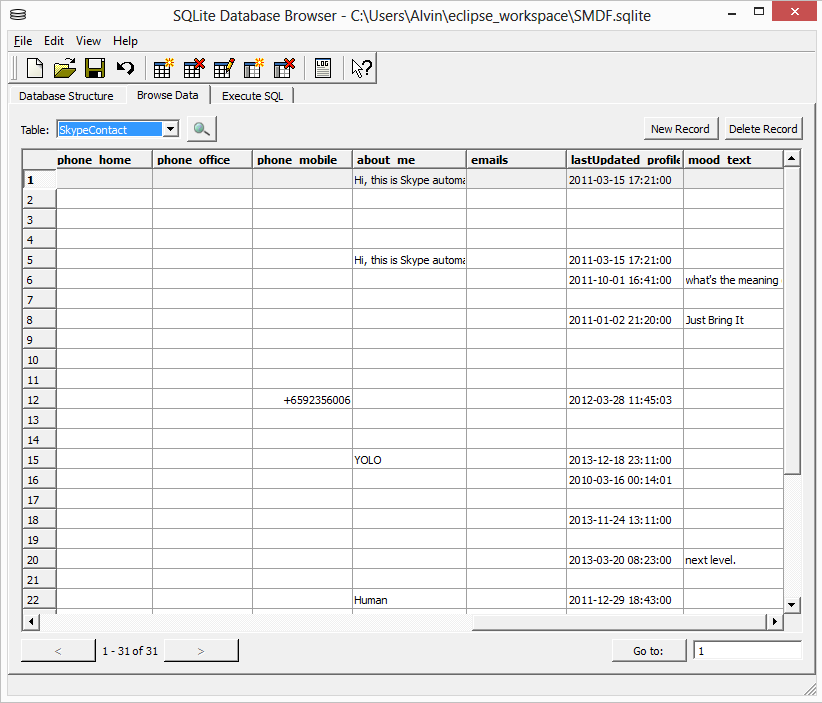 SQLite Database Browser - C:\Users\Alvin\eclipse_workspace\SMDF.sqlite
File Edit View Help
LOG
Database Structure Browse Data Execute SQL
Table: SkypeContact New Record Delete Record
phone_home phone_office phone_mobile about_me emails lastUpdated_profile mood_text
1 Hi, this is Skype automa 2011-03-15 17:21:00
2
3
4
5 Hi, this is Skype automa 2011-03-15 17:21:00
6 2011-10-01 16:41:00 what's the meaning
7
8 2011-01-02 21:20:00 Just Bring It
9
10
11
12 +6592356006 2012-03-28 11:45:03
13
14
15 YOLO 2013-12-18 23:11:00
16 2010-03-16 00:14:01
17
18 2013-11-24 13:11:00
19
20 2013-03-20 08:23:00 next level.
21
22 Human 2011-12-29 18:43:00
< 1 - 31 of 31 > Go to: 1